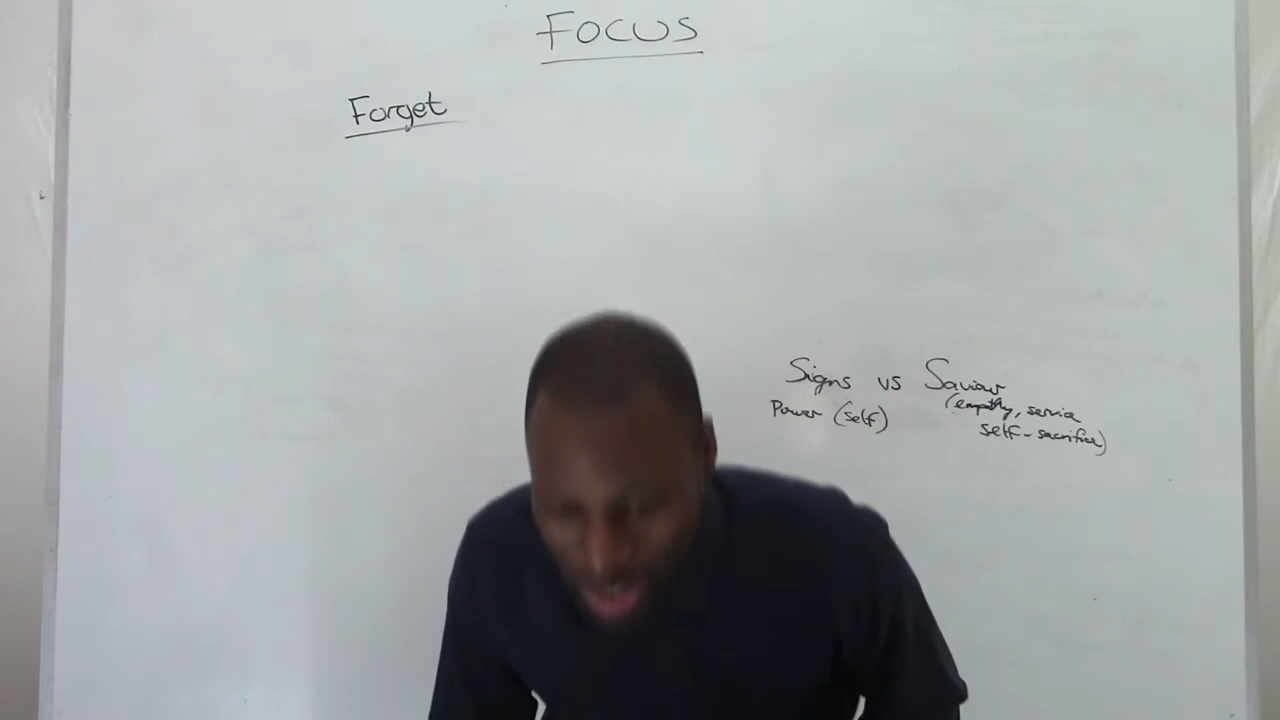 FOCUS
Forget
Signs vs Saviour
Power (self)
(empathy, service
self-sacrifice)